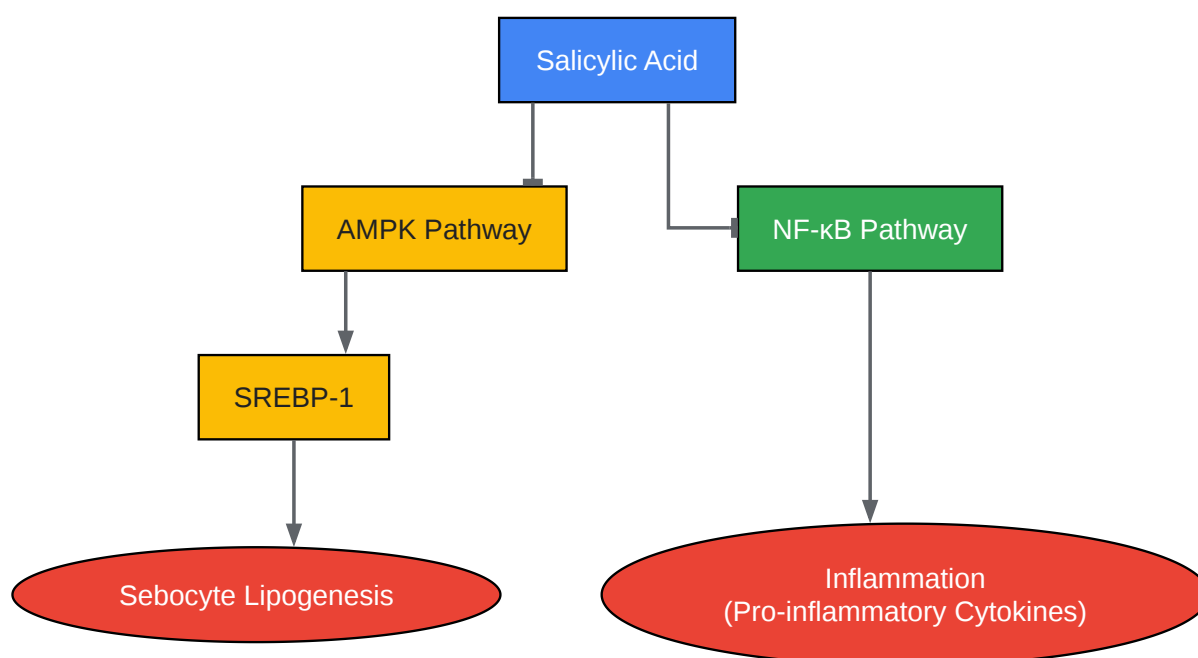 Salicylic Acid
AMPK Pathway
NF-κB Pathway
SREBP-1
Sebocyte Lipogenesis
Inflammation
(Pro-inflammatory Cytokines)